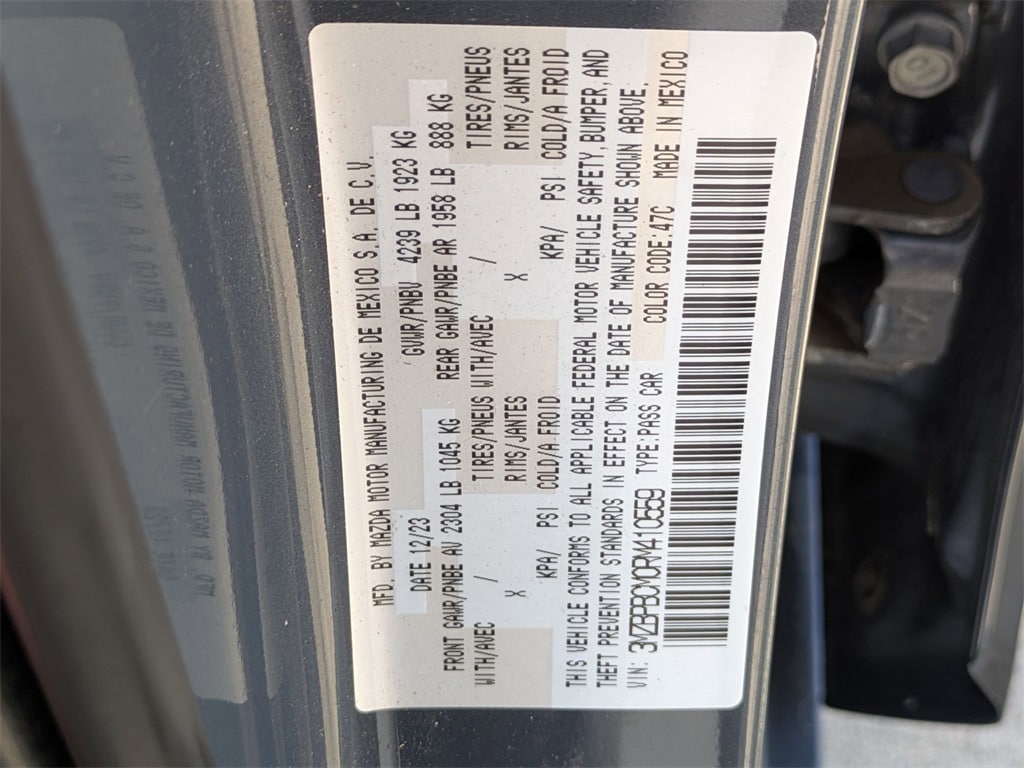 MFD. BY MAZDA MOTOR MANUFACTURING DE MEXICO S.A. DE C.V.
DATE 12/23 GVWR/PNBV 4239 LB 1923 KG
FRONT GAWR/PNBE AV 2304 LB 1045 KG REAR GAWR/PNBE AR 1958 LB 888 KG
WITH/AVEC / TIRES/PNEUS WITH/AVEC / TIRES/PNEUS
X RIMS/JANTES X RIMS/JANTES
KPA/ PSI COLD/A FROID KPA/ PSI COLD/A FROID
THIS VEHICLE CONFORMS TO ALL APPLICABLE FEDERAL MOTOR VEHICLE SAFETY, BUMPER, AND
THEFT PREVENTION STANDARDS IN EFFECT ON THE DATE OF MANUFACTURE SHOWN ABOVE.
VIN: 3MZBPBCM0RM410559 TYPE:PASS CAR COLOR CODE:47C MADE IN MEXICO